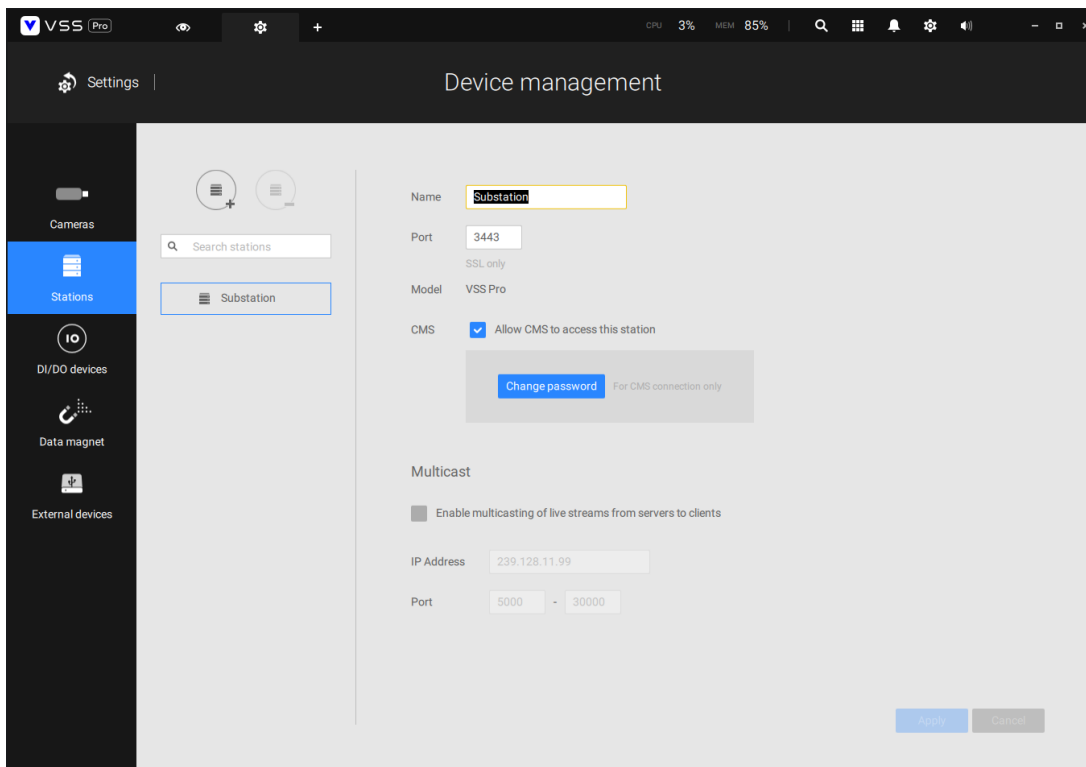 VSS Pro
CPU 3% MEM 85%
Settings
Device management
Cameras
Stations
IO
DI/DO devices
Data magnet
External devices
Search stations
Substation
Name Substation
Port 3443
SSL only
Model VSS Pro
CMS Allow CMS to access this station
Change password For CMS connection only
Multicast
Enable multicasting of live streams from servers to clients
IP Address 239.128.11.99
Port 5000 - 30000
Apply Cancel